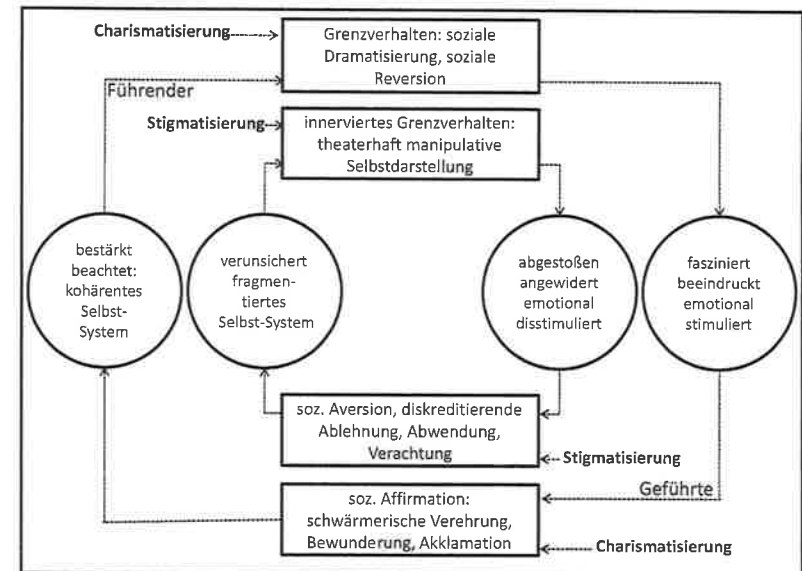 Charismatisierung
Grenzverhalten: soziale
Dramatisierung, soziale
Reversion
Führender
Stigmatisierung
innerviertes Grenzverhalten:
theaterhaft manipulative
Selbstdarstellung
bestärkt
beachtet:
kohärentes
Selbst-
System
verunsichert
fragmen-
tiertes
Selbst-System
abgestoßen
angewidert
emotional
disstimuliert
fasziniert
beeindruckt
emotional
stimuliert
soz. Aversion, diskreditierende
Ablehnung, Abwendung,
Verachtung
Stigmatisierung
Geführte
soz. Affirmation:
schwärmerische Verehrung,
Bewunderung, Akklamation
Charismatisierung